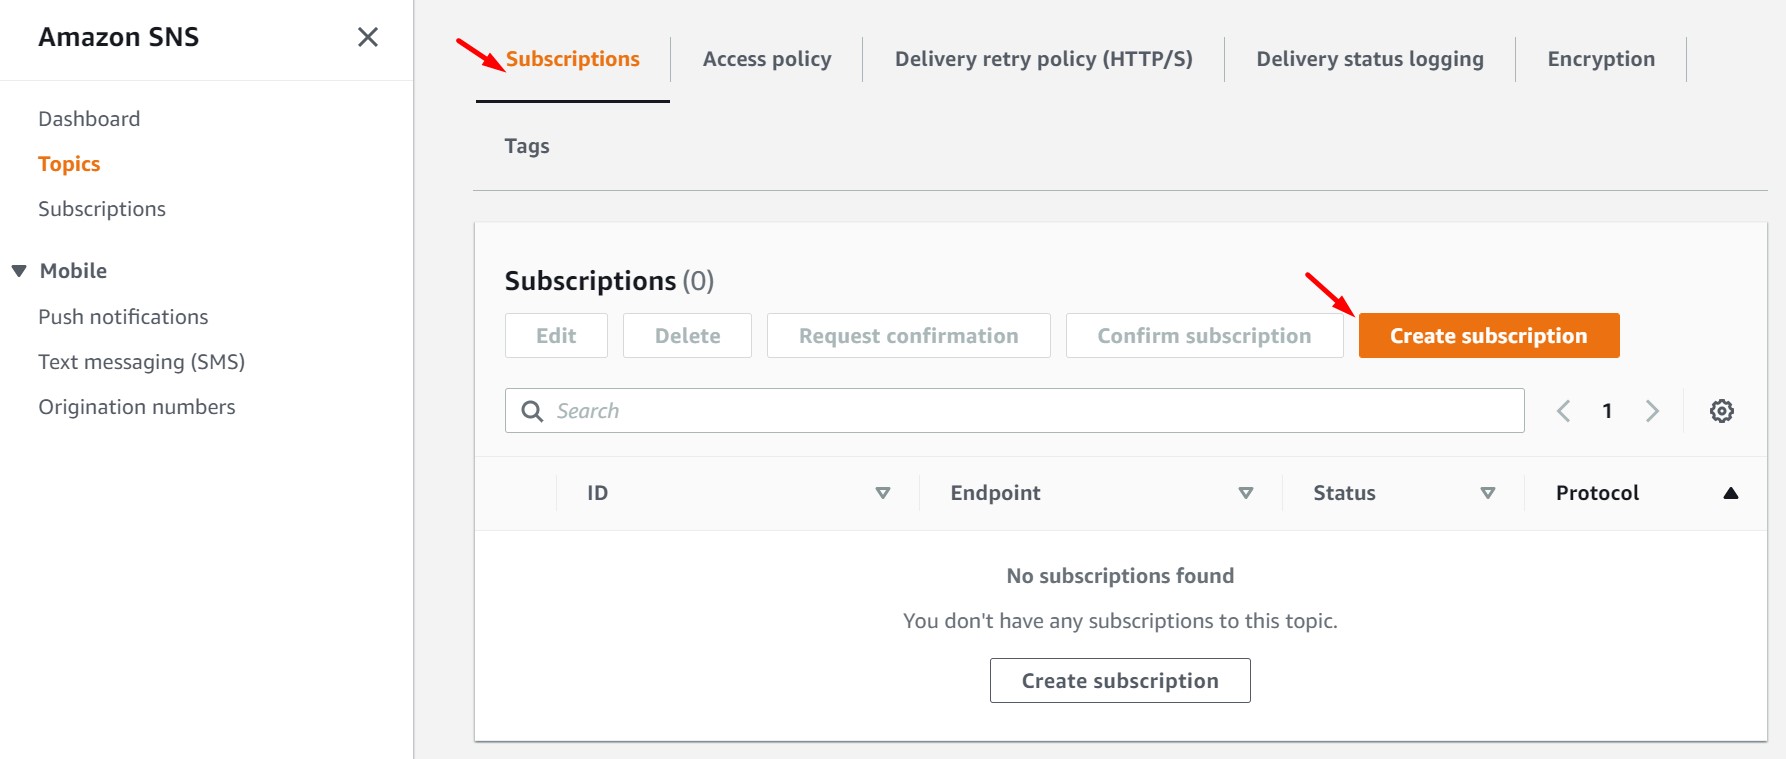 Amazon SNS
Dashboard
Topics
Subscriptions
Mobile
Push notifications
Text messaging (SMS)
Origination numbers
Subscriptions Access policy Delivery retry policy (HTTP/S) Delivery status logging Encryption
Tags
Subscriptions (0)
Edit Delete Request confirmation Confirm subscription Create subscription
Search 1
ID Endpoint Status Protocol
No subscriptions found
You don't have any subscriptions to this topic.
Create subscription